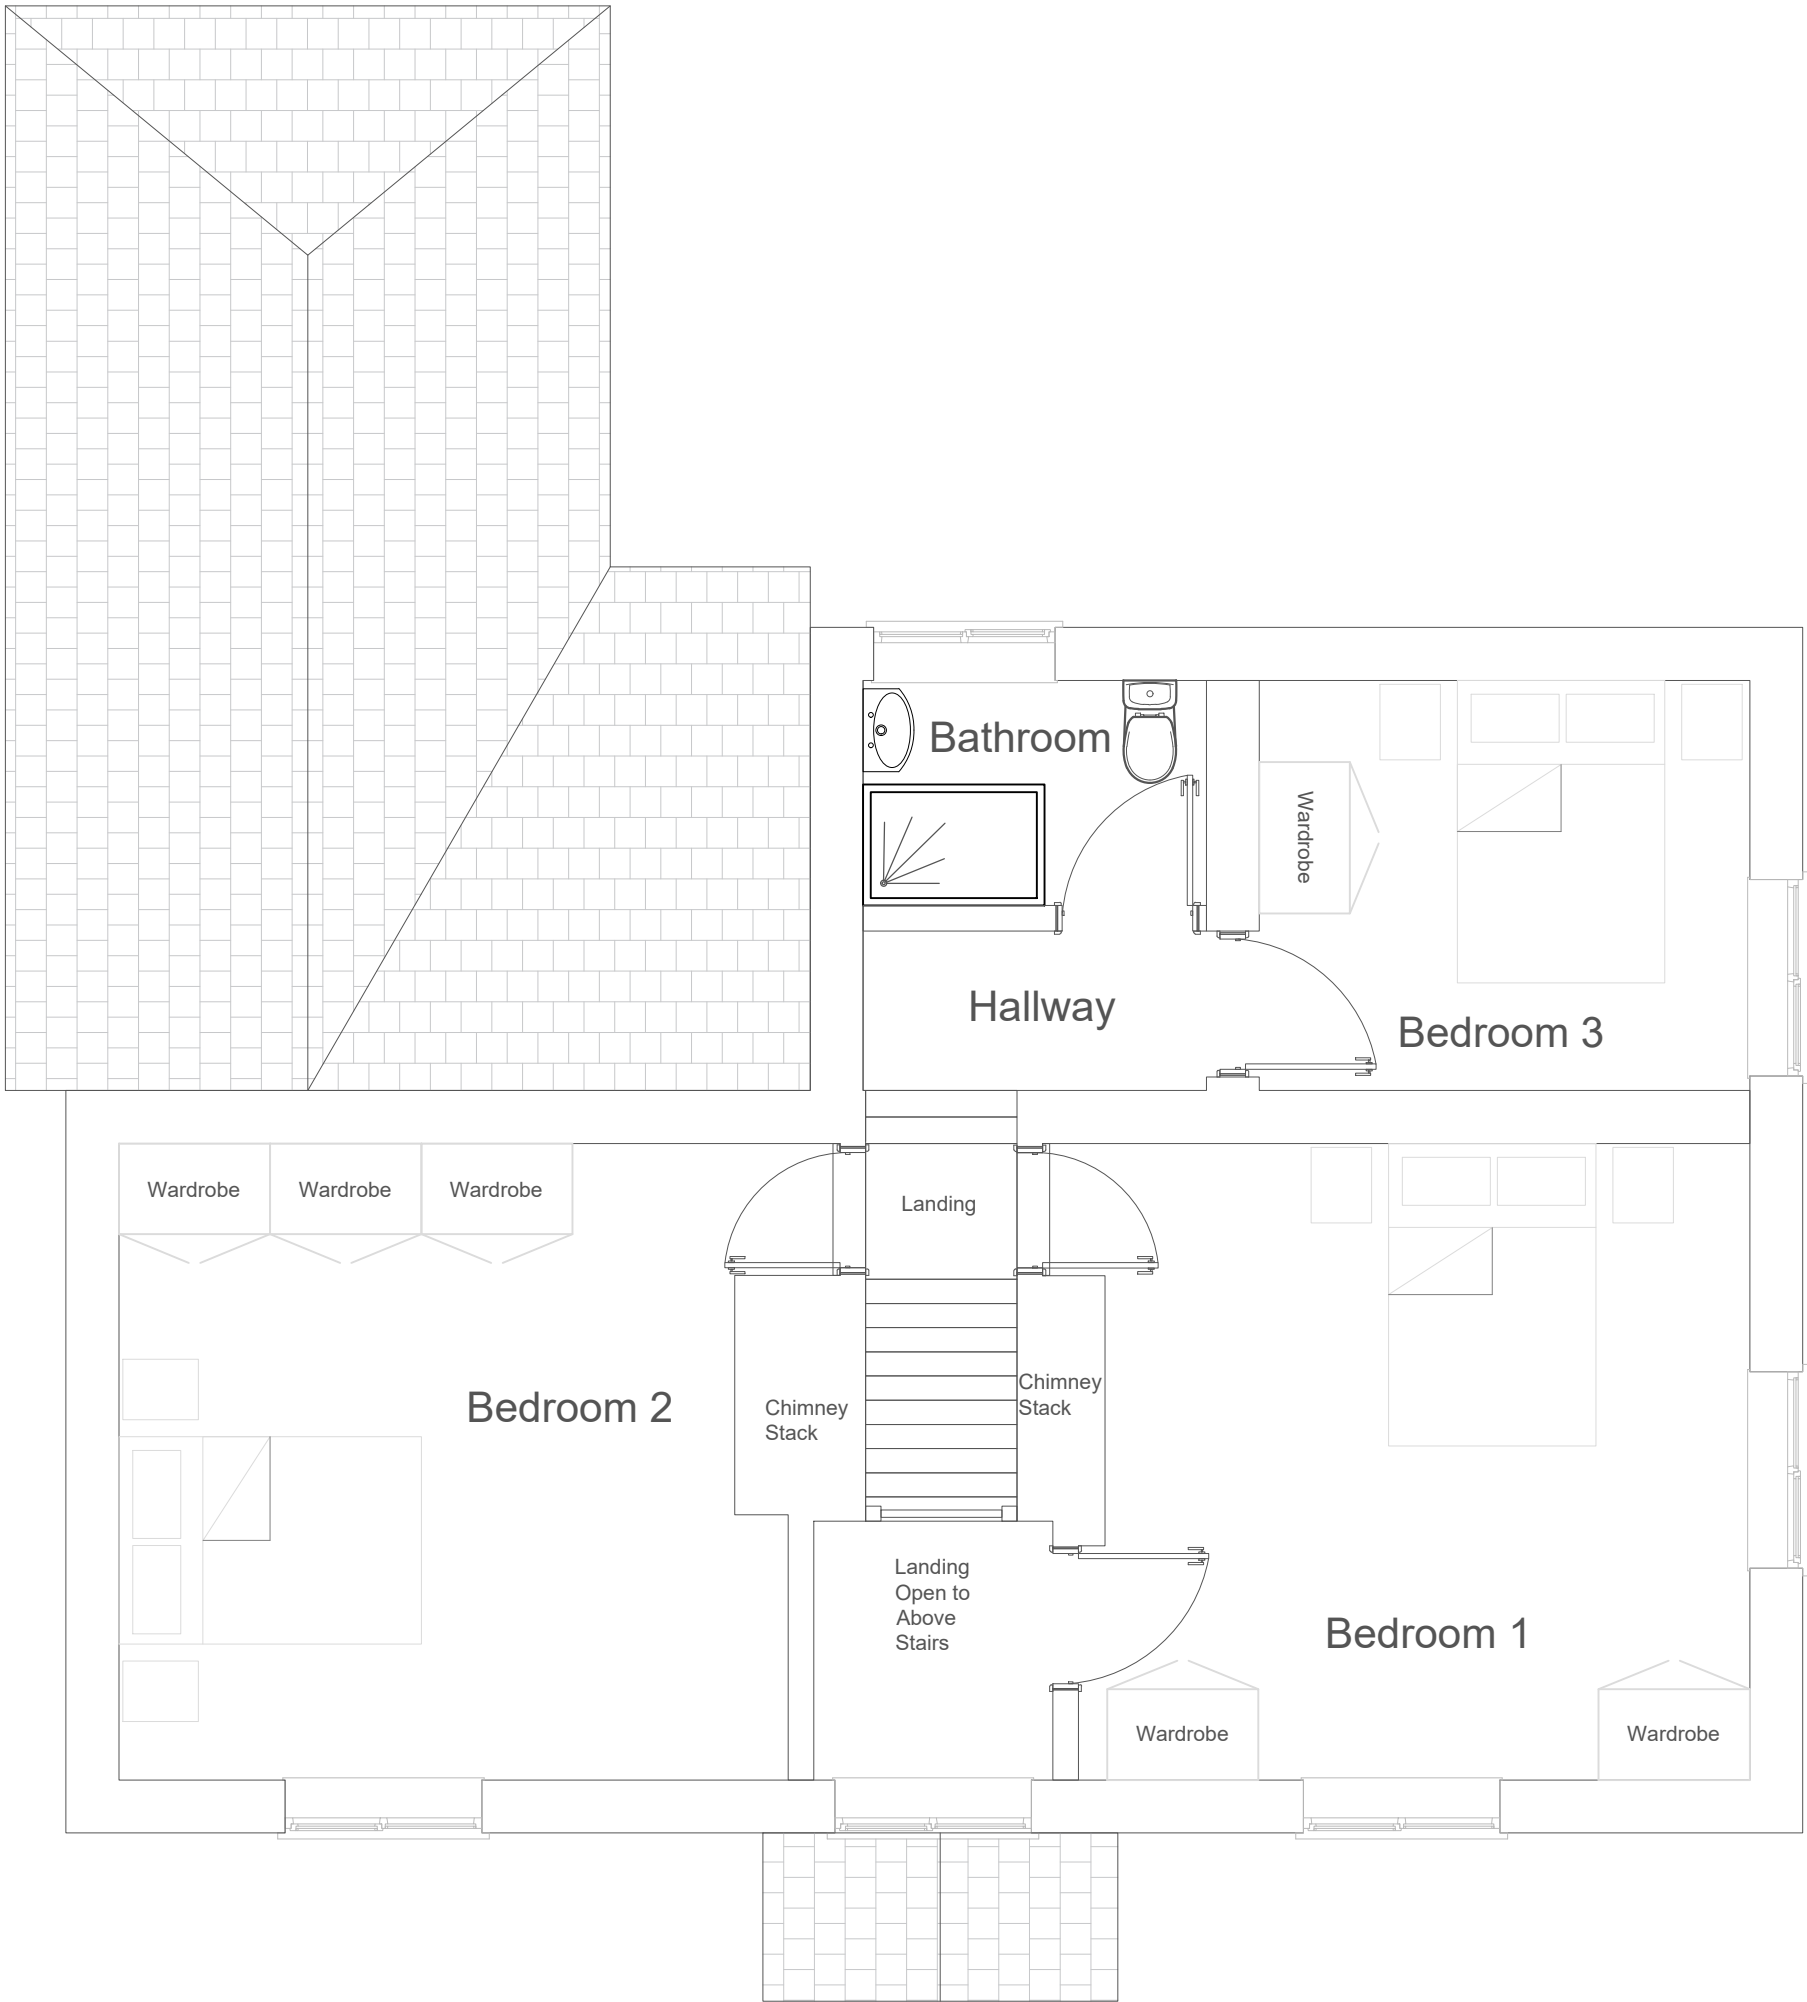 Bathroom
Wardrobe
Hallway
Bedroom 3
Wardrobe
Wardrobe
Wardrobe
Landing
Bedroom 2
Chimney
Stack
Chimney
Stack
Landing
Open to
Above
Stairs
Bedroom 1
Wardrobe
Wardrobe